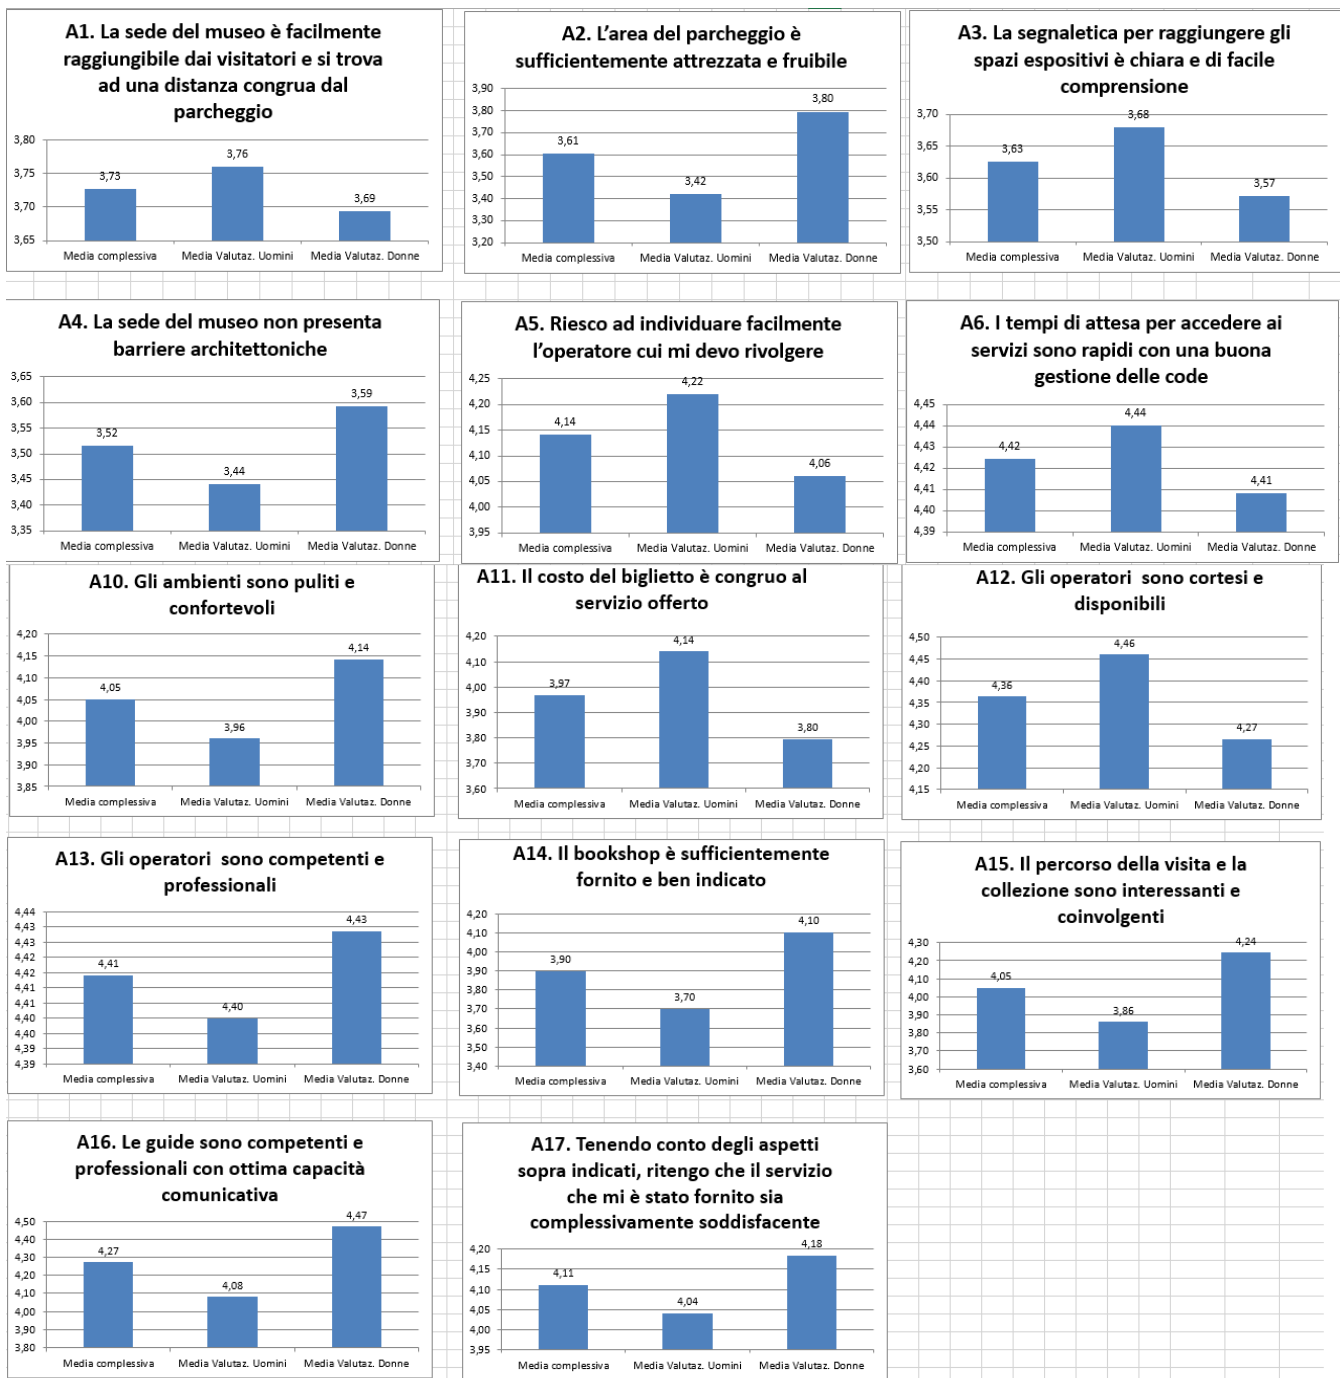 A1. La sede del museo è facilmente
raggiungibile dai visitatori e si trova
ad una distanza congrua dal
parcheggio
3,80
3,75
3,70
3,65
3,73
3,76
3,69
Media complessiva
Media Valutaz. Uomini
Media Valutaz. Donne
A2. L’area del parcheggio è
sufficientemente attrezzata e fruibile
3,90
3,80
3,70
3,60
3,50
3,40
3,30
3,20
3,61
3,42
3,80
Media complessiva
Media Valutaz. Uomini
Media Valutaz. Donne
A3. La segnaletica per raggiungere gli
spazi espositivi è chiara e di facile
comprensione
3,70
3,65
3,60
3,55
3,50
3,63
3,68
3,57
Media complessiva
Media Valutaz. Uomini
Media Valutaz. Donne
A4. La sede del museo non presenta
barriere architettoniche
3,65
3,60
3,55
3,50
3,45
3,40
3,35
3,52
3,44
3,59
Media complessiva
Media Valutaz. Uomini
Media Valutaz. Donne
A5. Riesco ad individuare facilmente
l’operatore cui mi devo rivolgere
4,25
4,20
4,15
4,10
4,05
4,00
3,95
4,14
4,22
4,06
Media complessiva
Media Valutaz. Uomini
Media Valutaz. Donne
A6. I tempi di attesa per accedere ai
servizi sono rapidi con una buona
gestione delle code
4,45
4,44
4,43
4,42
4,41
4,40
4,39
4,42
4,44
4,41
Media complessiva
Media Valutaz. Uomini
Media Valutaz. Donne
A10. Gli ambienti sono puliti e
confortevoli
4,20
4,15
4,10
4,05
4,00
3,95
3,90
3,85
4,05
3,96
4,14
Media complessiva
Media Valutaz. Uomini
Media Valutaz. Donne
A11. Il costo del biglietto è congruo al
servizio offerto
4,20
4,10
4,00
3,90
3,80
3,70
3,60
3,97
4,14
3,80
Media complessiva
Media Valutaz. Uomini
Media Valutaz. Donne
A12. Gli operatori  sono cortesi e
disponibili
4,50
4,45
4,40
4,35
4,30
4,25
4,20
4,15
4,36
4,46
4,27
Media complessiva
Media Valutaz. Uomini
Media Valutaz. Donne
A13. Gli operatori  sono competenti e
professionali
4,44
4,43
4,43
4,42
4,42
4,41
4,41
4,40
4,40
4,39
4,39
4,41
4,40
4,43
Media complessiva
Media Valutaz. Uomini
Media Valutaz. Donne
A14. Il bookshop è sufficientemente
fornito e ben indicato
4,20
4,10
4,00
3,90
3,80
3,70
3,60
3,50
3,40
3,90
3,70
4,10
Media complessiva
Media Valutaz. Uomini
Media Valutaz. Donne
A15. Il percorso della visita e la
collezione sono interessanti e
coinvolgenti
4,30
4,20
4,10
4,00
3,90
3,80
3,70
3,60
4,05
3,86
4,24
Media complessiva
Media Valutaz. Uomini
Media Valutaz. Donne
A16. Le guide sono competenti e
professionali con ottima capacità
comunicativa
4,50
4,40
4,30
4,20
4,10
4,00
3,90
3,80
4,27
4,08
4,47
Media complessiva
Media Valutaz. Uomini
Media Valutaz. Donne
A17. Tenendo conto degli aspetti
sopra indicati, ritengo che il servizio
che mi è stato fornito sia
complessivamente soddisfacente
4,20
4,15
4,10
4,05
4,00
3,95
4,11
4,04
4,18
Media complessiva
Media Valutaz. Uomini
Media Valutaz. Donne